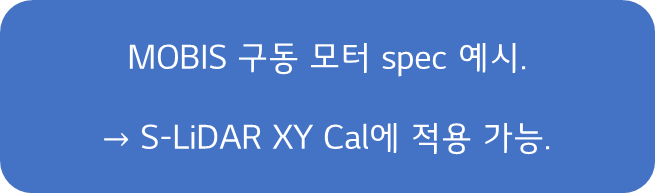 MOBIS 구동 모터 spec 예시.
→ S-LiDAR XY Cal에 적용 가능.